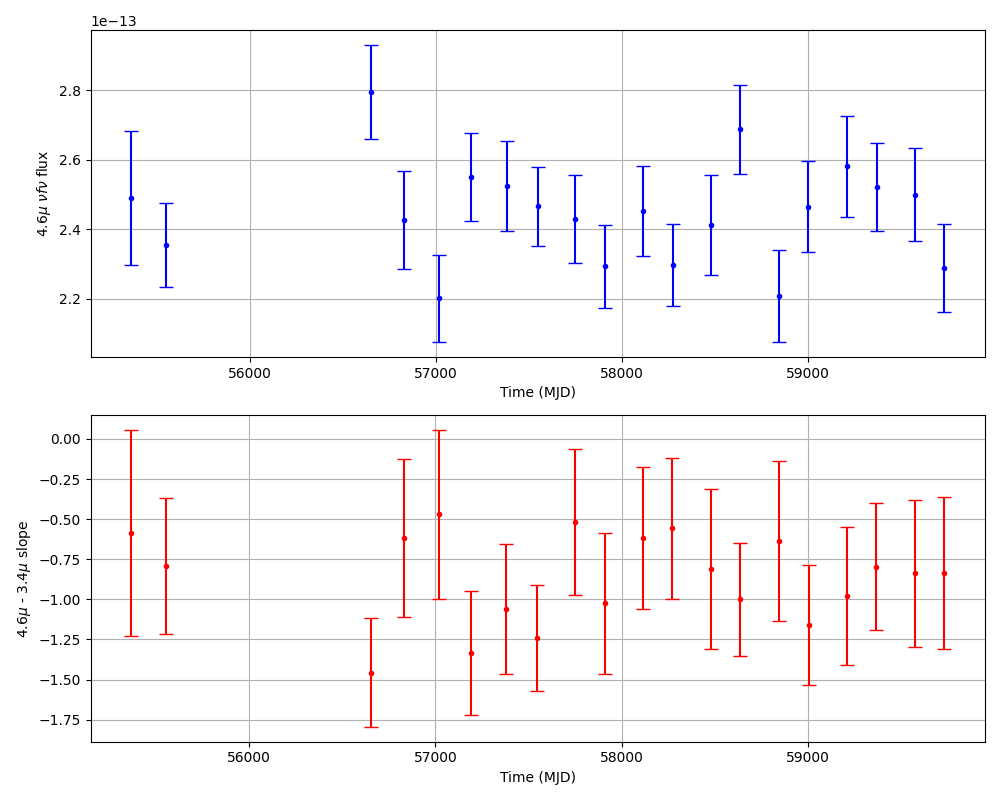 1e−13
2.8
2.6
2.4
2.2
4.6μ νfν flux
56000 57000 58000 59000
Time (MJD)
0.00
−0.25
−0.50
−0.75
−1.00
−1.25
−1.50
−1.75
4.6μ - 3.4μ slope
56000 57000 58000 59000
Time (MJD)